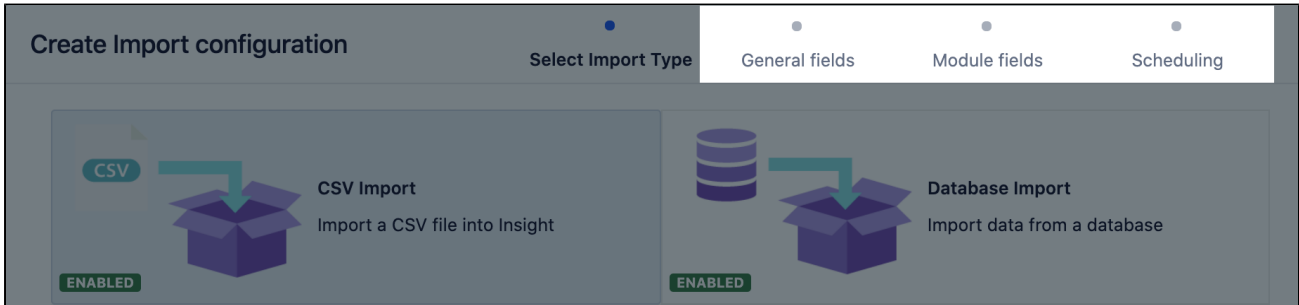 Create Import configuration
Select Import Type
General fields
Module fields
Scheduling
CSV
CSV Import
Import a CSV file into Insight
ENABLED
Database Import
Import data from a database
ENABLED